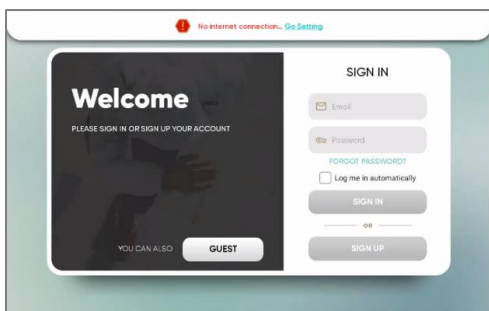 No internet connection... Go Setting
Welcome
PLEASE SIGN IN OR SIGN UP YOUR ACCOUNT
YOU CAN ALSO
GUEST
SIGN IN
Email
Password
FORGOT PASSWORD?
Log me in automatically
SIGN IN
OR
SIGN UP